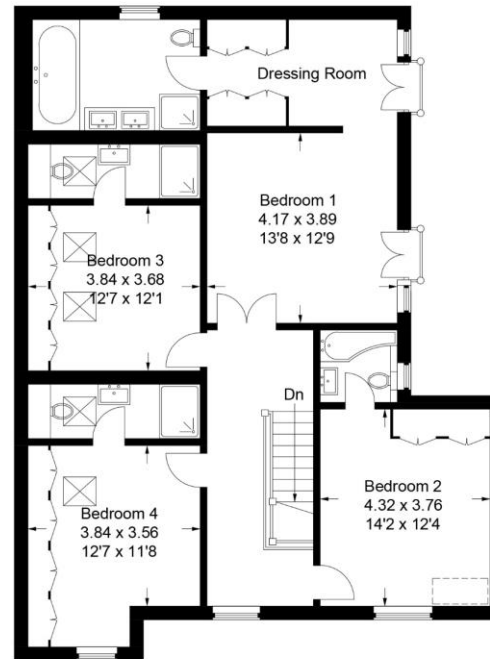 Dressing Room
Bedroom 1
4.17 x 3.89
13'8 x 12'9
Bedroom 3
3.84 x 3.68
12'7 x 12'1
Dn
Bedroom 2
4.32 x 3.76
14'2 x 12'4
Bedroom 4
3.84 x 3.56
12'7 x 11'8